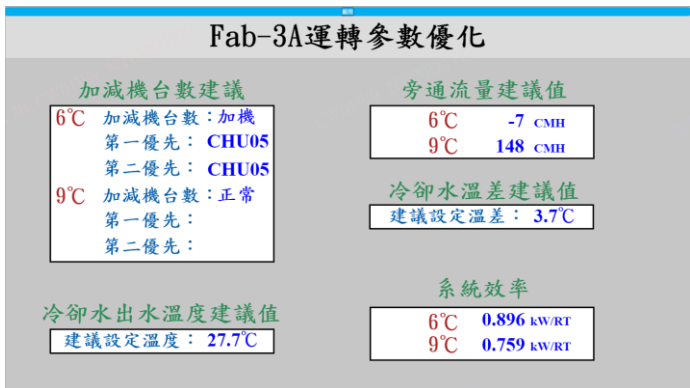 Fab-3A運轉參數優化
加減機台數建議
6℃ 加減機台數：加機
第一優先： CHU05
第二優先： CHU05
9℃ 加減機台數：正常
第一優先：
第二優先：
冷卻水出水溫度建議值
建議設定溫度： 27.7℃
旁通流量建議值
6℃ -7 CMH
9℃ 148 CMH
冷卻水溫差建議值
建議設定溫差： 3.7℃
系統效率
6℃ 0.896 kW/RT
9℃ 0.759 kW/RT